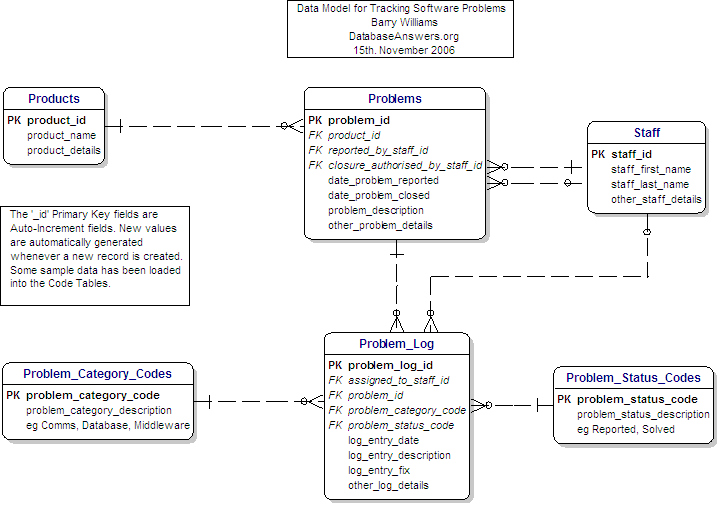 Data Model for Tracking Software Problems
Barry Williams
DatabaseAnswers.org
15th. November 2006
Products
PK product_id
product_name
product_details
Problems
PK problem_id
FK product_id
FK reported_by_staff_id
FK closure_authorised_by_staff_id
date_problem_reported
date_problem_closed
problem_description
other_problem_details
Staff
PK staff_id
staff_first_name
staff_last_name
other_staff_details
The '_id' Primary Key fields are
Auto-Increment fields. New values
are automatically generated
whenever a new record is created.
Some sample data has been loaded
into the Code Tables.
Problem_Category_Codes
PK problem_category_code
problem_category_description
eg Comms, Database, Middleware
Problem_Log
PK problem_log_id
FK assigned_to_staff_id
FK problem_id
FK problem_category_code
FK problem_status_code
log_entry_date
log_entry_description
log_entry_fix
other_log_details
Problem_Status_Codes
PK problem_status_code
problem_status_description
eg Reported, Solved